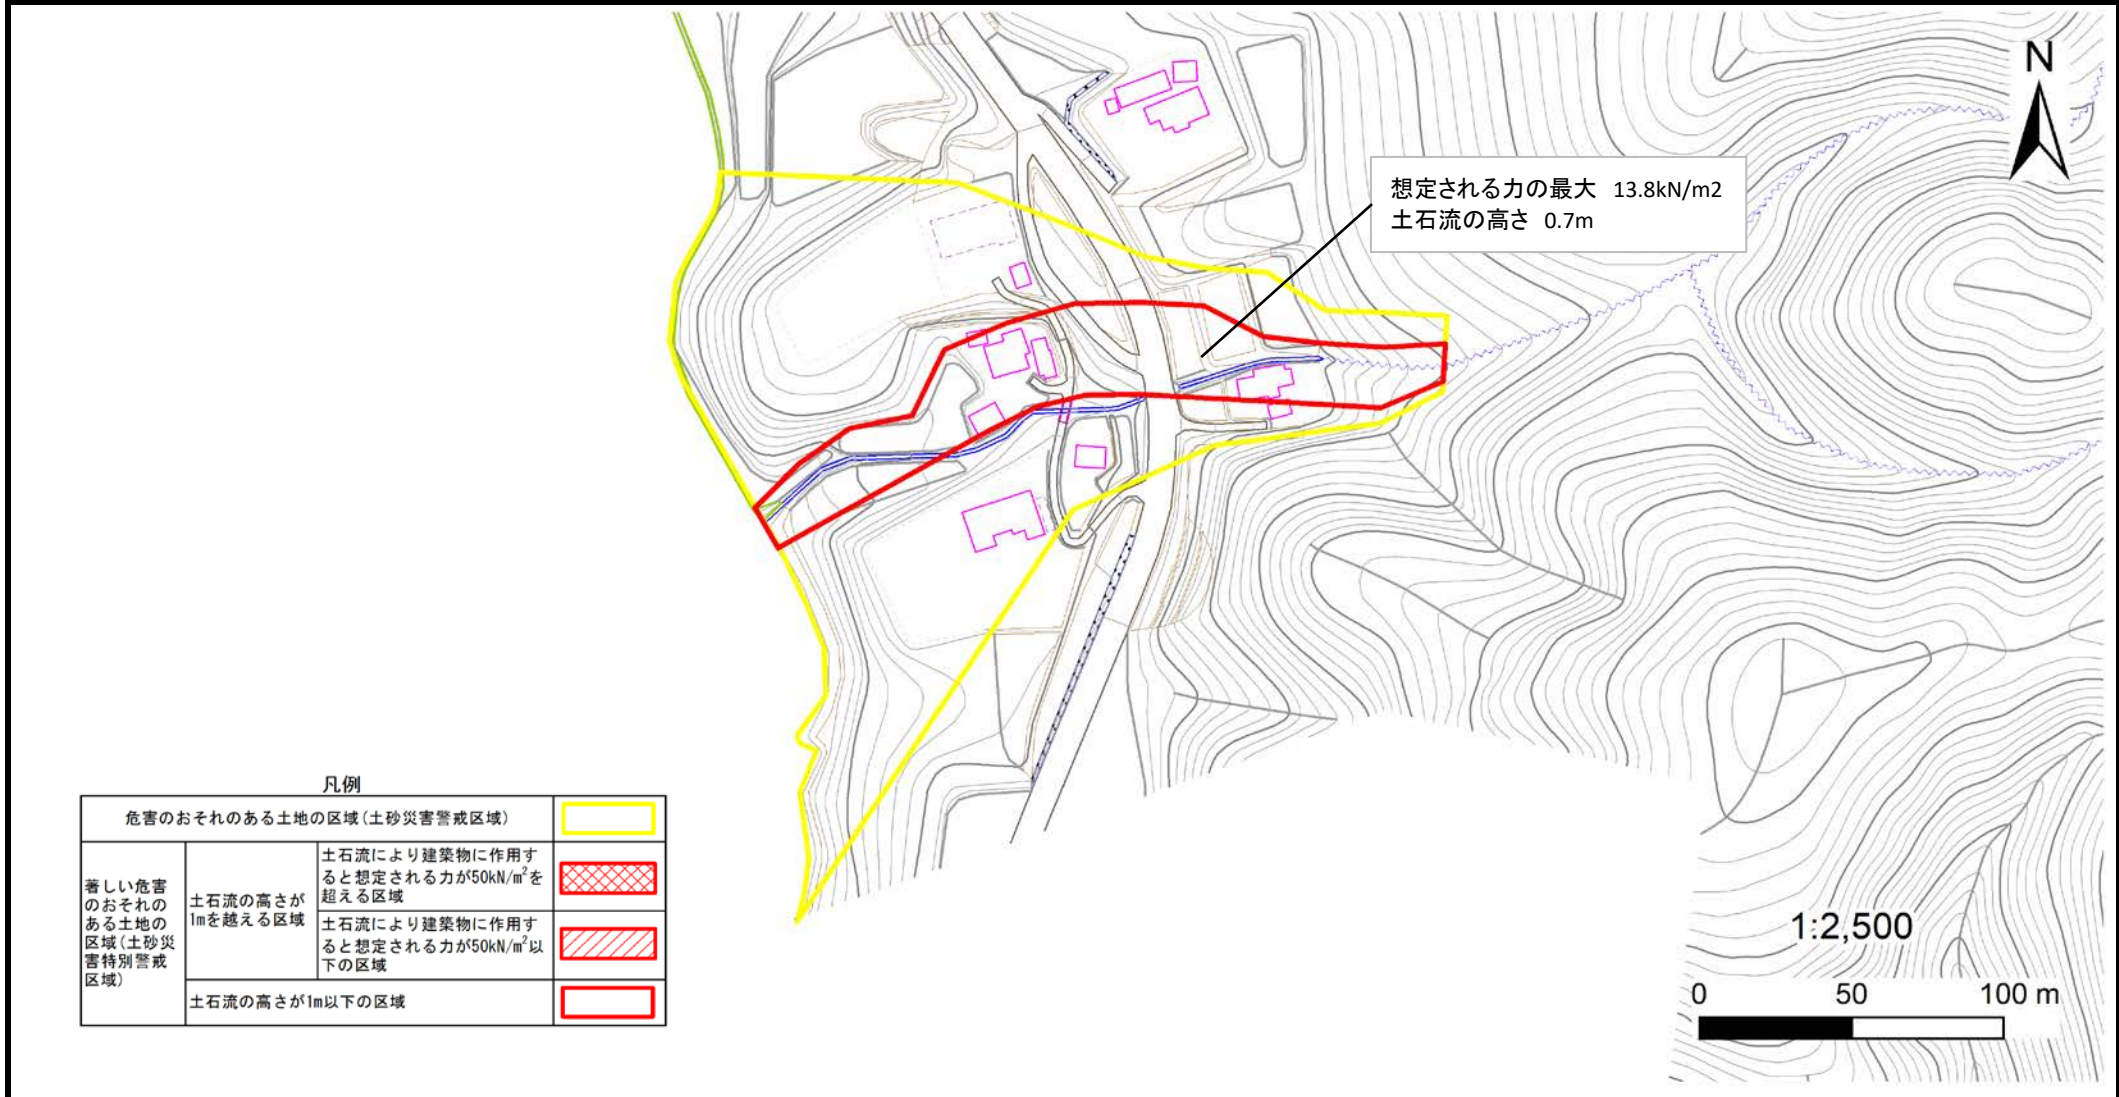 N
想定される力の最大 13.8kN/m2
土石流の高さ 0.7m
凡例
危害のおそれのある土地の区域(土砂災害警戒区域)
著しい危害
のおそれの
ある土地の
区域(土砂災
害特別警戒
区域)
土石流の高さが
1mを越える区域
土石流により建築物に作用す
ると想定される力が50kN/m²を
超える区域
土石流により建築物に作用す
ると想定される力が50kN/m²以
下の区域
土石流の高さが1m以下の区域
1:2,500
0 50 100 m